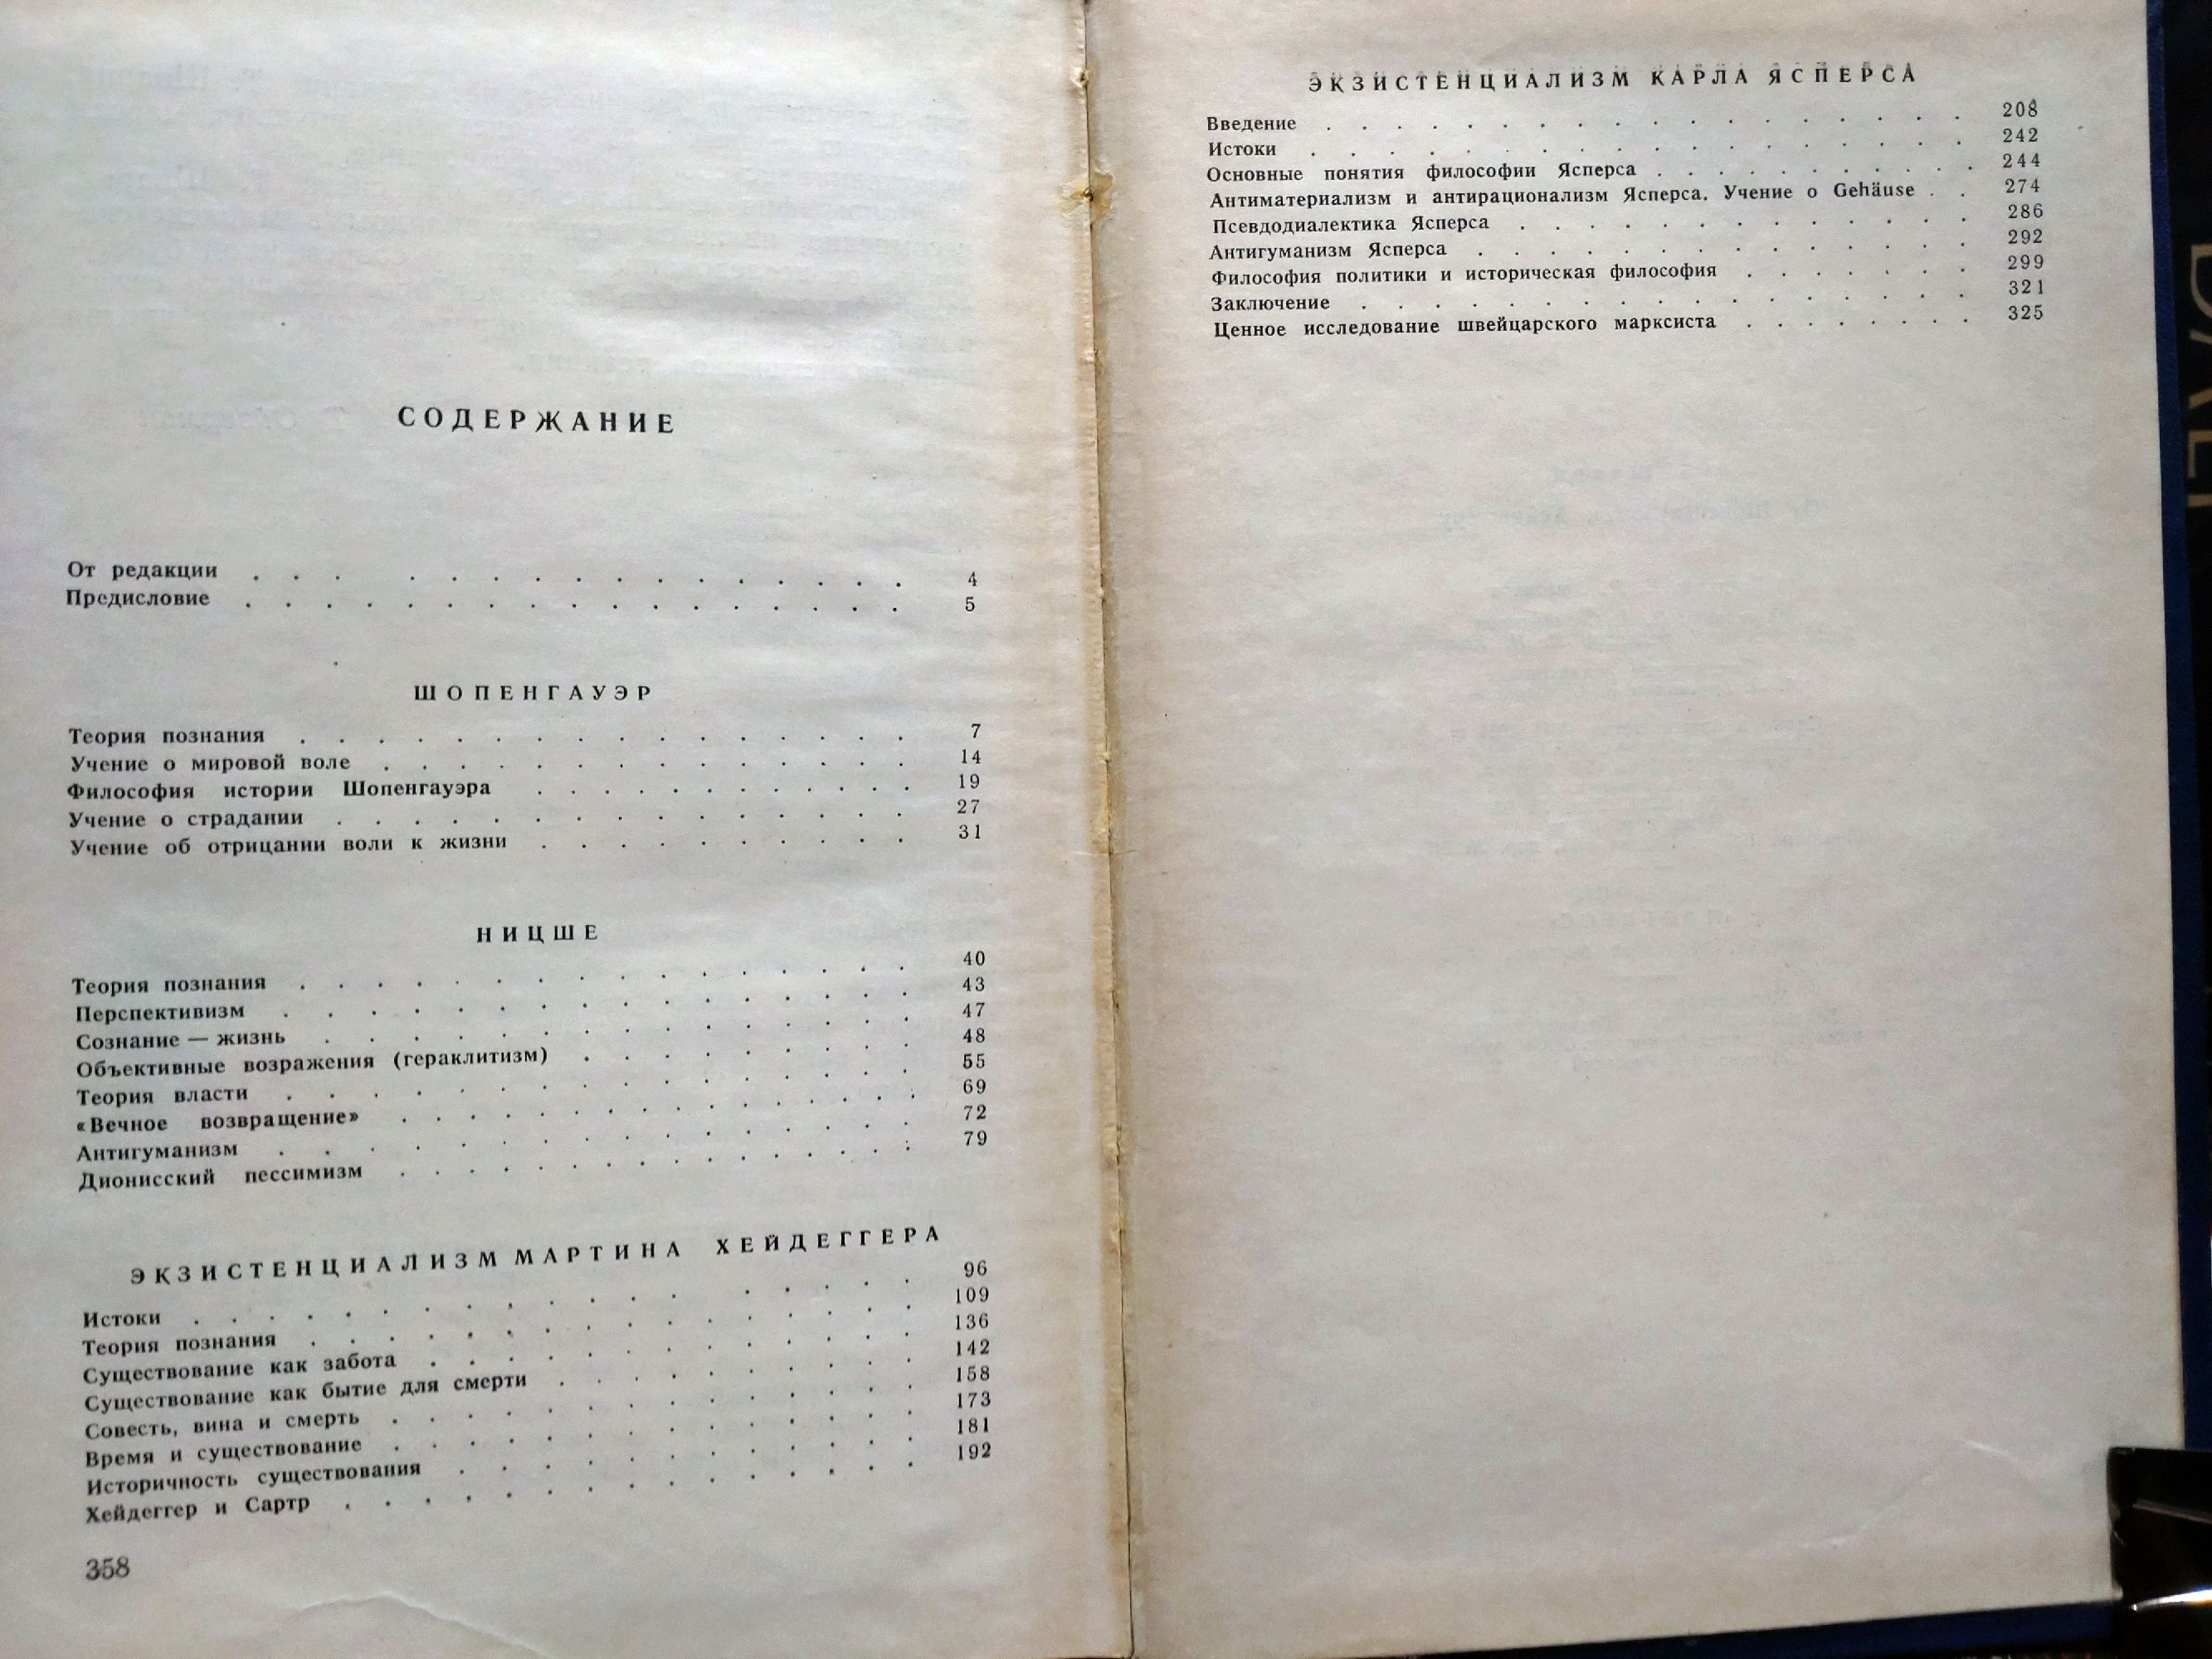 СОДЕРЖАНИЕ
От редакции 4
Предисловие 5
ШОПЕНГАУЭР
Теория познания 7
Учение о мировой воле 14
Философия истории Шопенгауэра 19
Учение о страдании 27
Учение об отрицании воли к жизни 31
НИЦШЕ
Теория познания 40
Перспективизм 43
Сознание — жизнь 47
Объективные возражения (гераклитизм) 48
Теория власти 55
«Вечное возвращение» 69
Антигуманизм 72
Дионисский пессимизм 79
ЭКЗИСТЕНЦИАЛИЗМ МАРТИНА ХЕЙДЕГГЕРА
Истоки 96
Теория познания 109
Существование как забота 136
Существование как бытие для смерти 142
Совесть, вина и смерть 158
Время и существование 173
Историчность существования 181
Хейдеггер и Сартр 192
358
ЭКЗИСТЕНЦИАЛИЗМ КАРЛА ЯСПЕРСА
Введение 208
Истоки 242
Основные понятия философии Ясперса 244
Антиматериализм и антирационализм Ясперса. Учение о Gehäuse 274
Псевдодиалектика Ясперса 286
Антигуманизм Ясперса 292
Философия политики и историческая философия 299
Заключение 321
Ценное исследование швейцарского марксиста 325